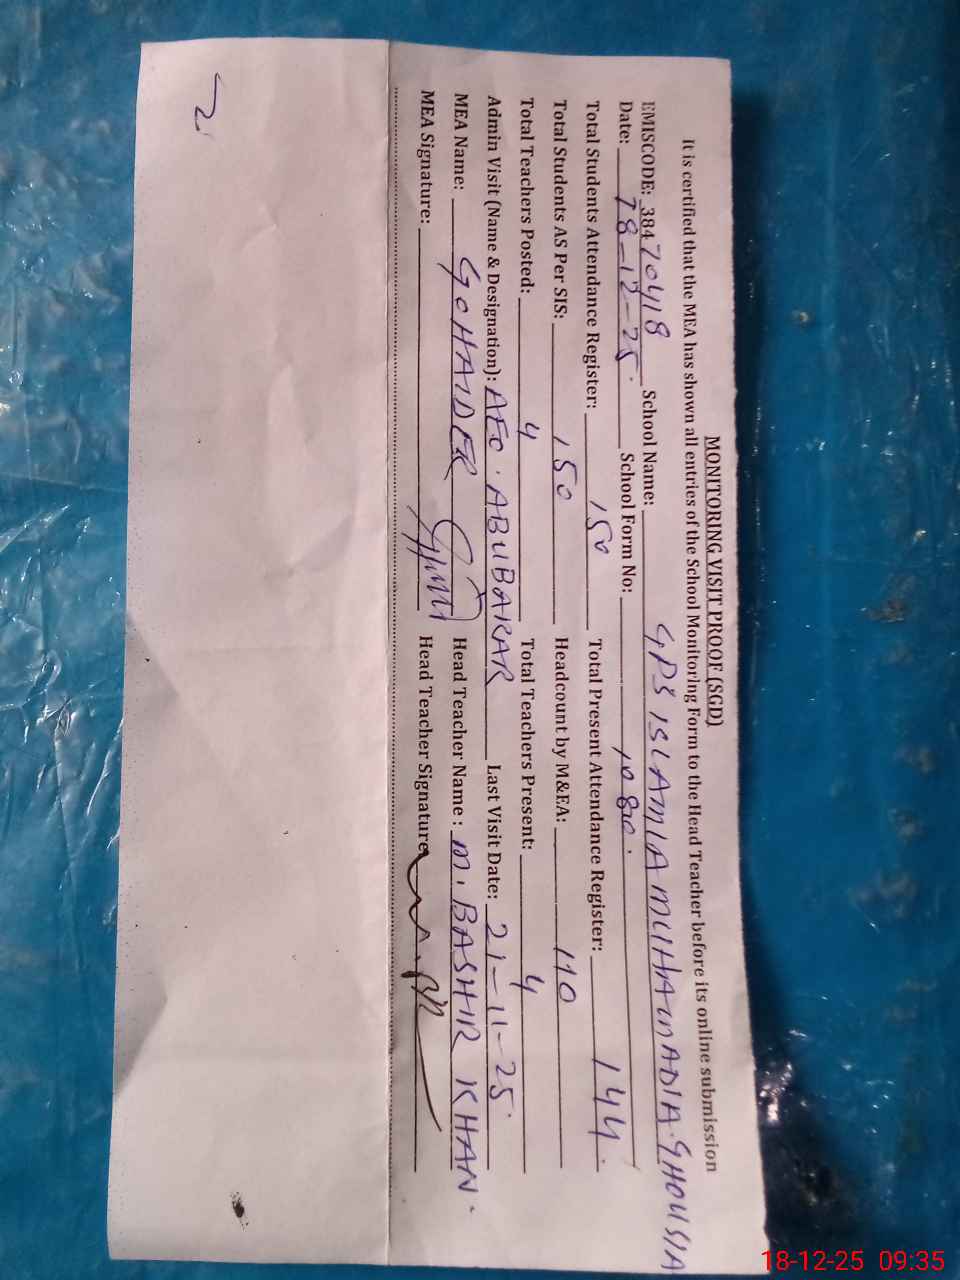 MONITORING VISIT PROOF (SGD)
It is certified that the MEA has shown all entries of the School Monitoring Form to the Head Teacher before its online submission
EMISCODE: 38470418 School Name: GPS ISLAMIA MUHAMMADIA GHOUSIA
Date: 18-12-25. School Form No: 1080.
Total Students Attendance Register: 150 Total Present Attendance Register: 144.
Total Students AS Per SIS: 150 Headcount by M&EA: 110
Total Teachers Posted: 4 Total Teachers Present: 4
Admin Visit (Name & Designation): AEO. ABUBAKAR Last Visit Date: 21-11-25.
MEA Name: G. HAIDER Head Teacher Name : M. BASHIR KHAN.
MEA Signature: Head Teacher Signature
18-12-25 09:35